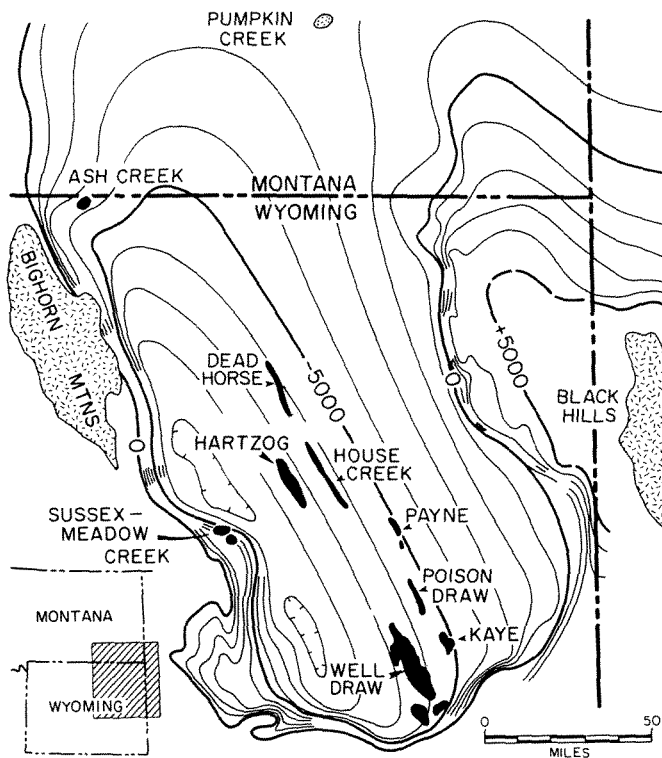 PUMPKIN
CREEK
ASH CREEK
MONTANA
WYOMING
BIGHORN
MTNS
DEAD
HORSE
-5000
+5000
0
0
BLACK
HILLS
HARTZOG
HOUSE
CREEK
SUSSEX-
MEADOW
CREEK
PAYNE
POISON
DRAW
KAYE
WELL
DRAW
MONTANA
WYOMING
0 50
MILES